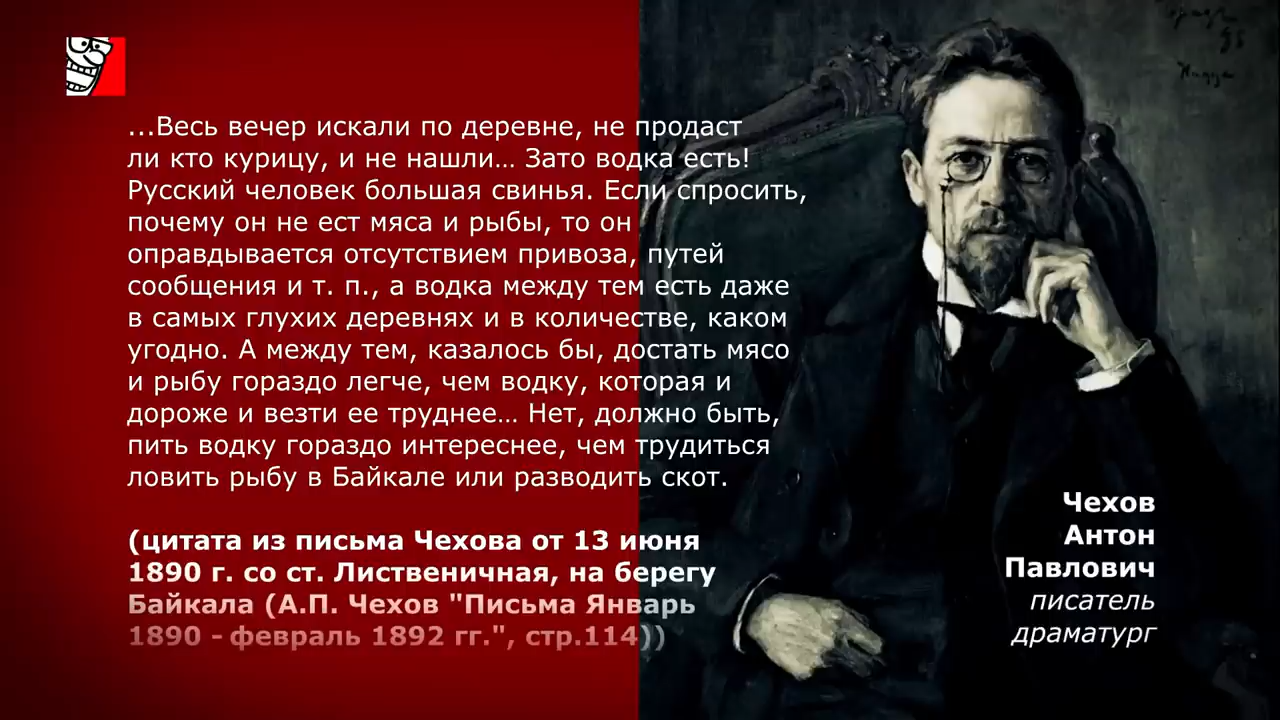 ...Весь вечер искали по деревне, не продаст
ли кто курицу, и не нашли... Зато водка есть!
Русский человек большая свинья. Если спросить,
почему он не ест мяса и рыбы, то он
оправдывается отсутствием привоза, путей
сообщения и т. п., а водка между тем есть даже
в самых глухих деревнях и в количестве, каком
угодно. А между тем, казалось бы, достать мясо
и рыбу гораздо легче, чем водку, которая и
дороже и везти ее труднее... Нет, должно быть,
пить водку гораздо интереснее, чем трудиться
ловить рыбу в Байкале или разводить скот.
(цитата из письма Чехова от 13 июня
1890 г. со ст. Лиственичная, на берегу
Байкала (А.П. Чехов "Письма Январь
1890 - февраль 1892 гг.", стр.114))
Чехов
Антон
Павлович
писатель
драматург